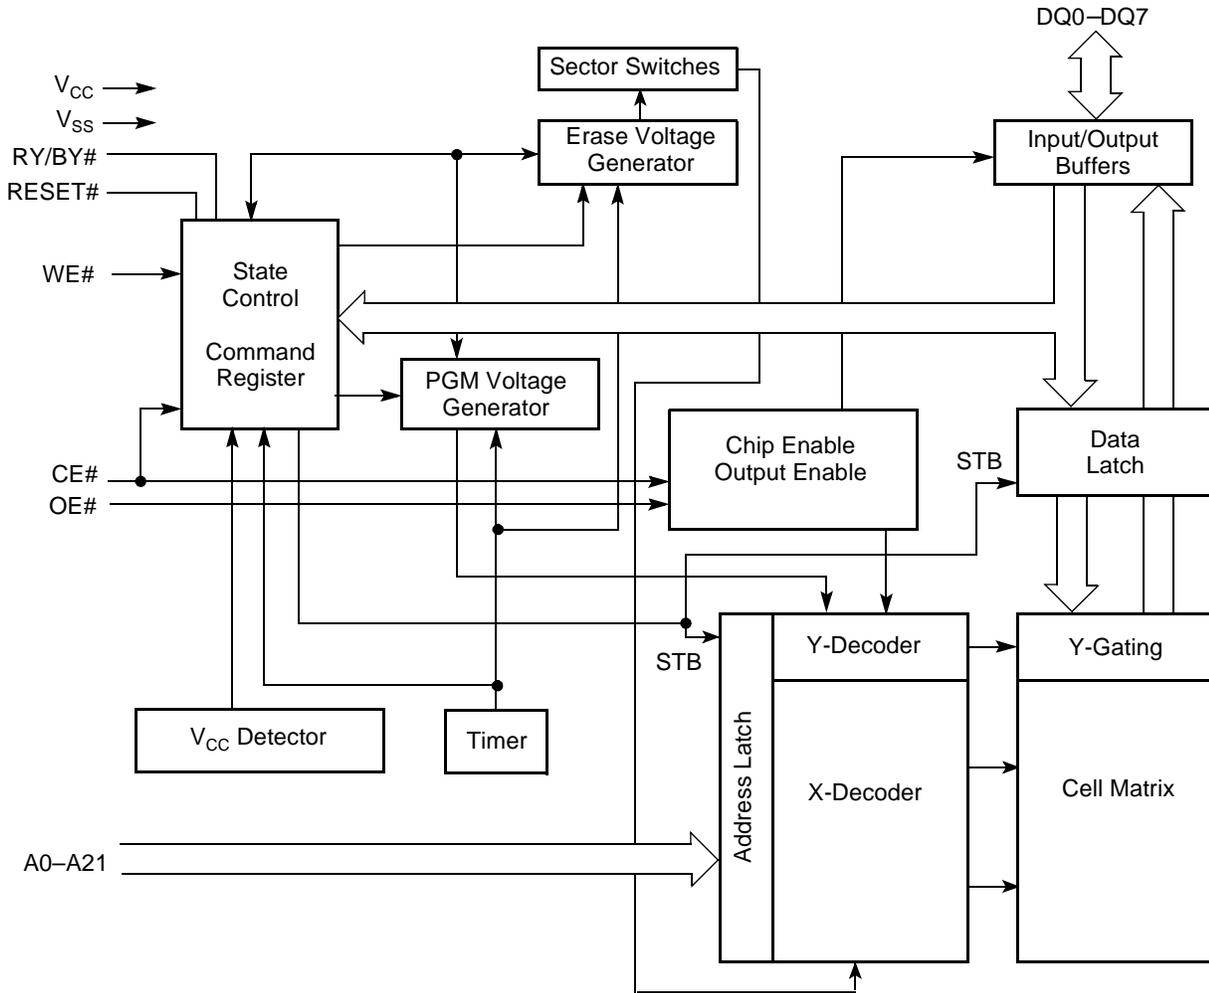 DQ0–DQ7
Sector Switches
VCC
VSS
Erase Voltage
Generator
Input/Output
Buffers
RY/BY#
RESET#
WE#
State
Control
Command
Register
PGM Voltage
Generator
Chip Enable
Output Enable
STB
Data
Latch
CE#
OE#
STB
Y-Decoder
Y-Gating
VCC Detector
Timer
Address Latch
X-Decoder
Cell Matrix
A0–A21